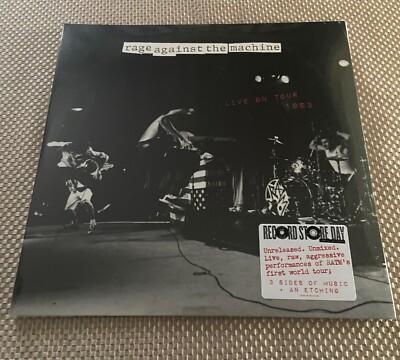 rage against the machine
LIVE ON TOUR
1993
RECORD STORE DAY
Unreleased. Unmixed.
Live, raw, aggressive
performances of RATM's
first world tour;
3 SIDES OF MUSIC
+ AN ETCHING